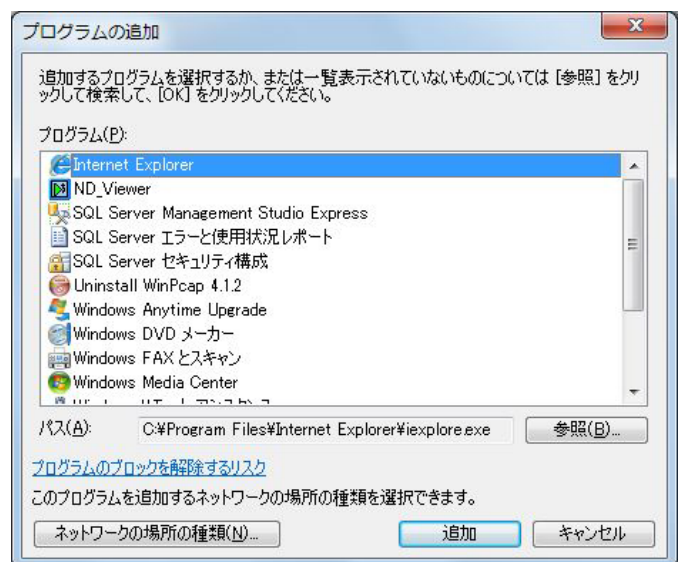 プログラムの追加
追加するプログラムを選択するか、または一覧表示されていないものについては [参照] をクリ
ックして検索して、[OK] をクリックしてください。
プログラム(P):
Internet Explorer
ND_Viewer
SQL Server Management Studio Express
SQL Server エラーと使用状況レポート
SQL Server セキュリティ構成
Uninstall WinPcap 4.1.2
Windows Anytime Upgrade
Windows DVD メーカー
Windows FAX とスキャン
Windows Media Center
パス(A): C:¥Program Files¥Internet Explorer¥iexplore.exe 参照(B)...
プログラムのブロックを解除するリスク
このプログラムを追加するネットワークの場所の種類を選択できます。
ネットワークの場所の種類(N)... 追加 キャンセル